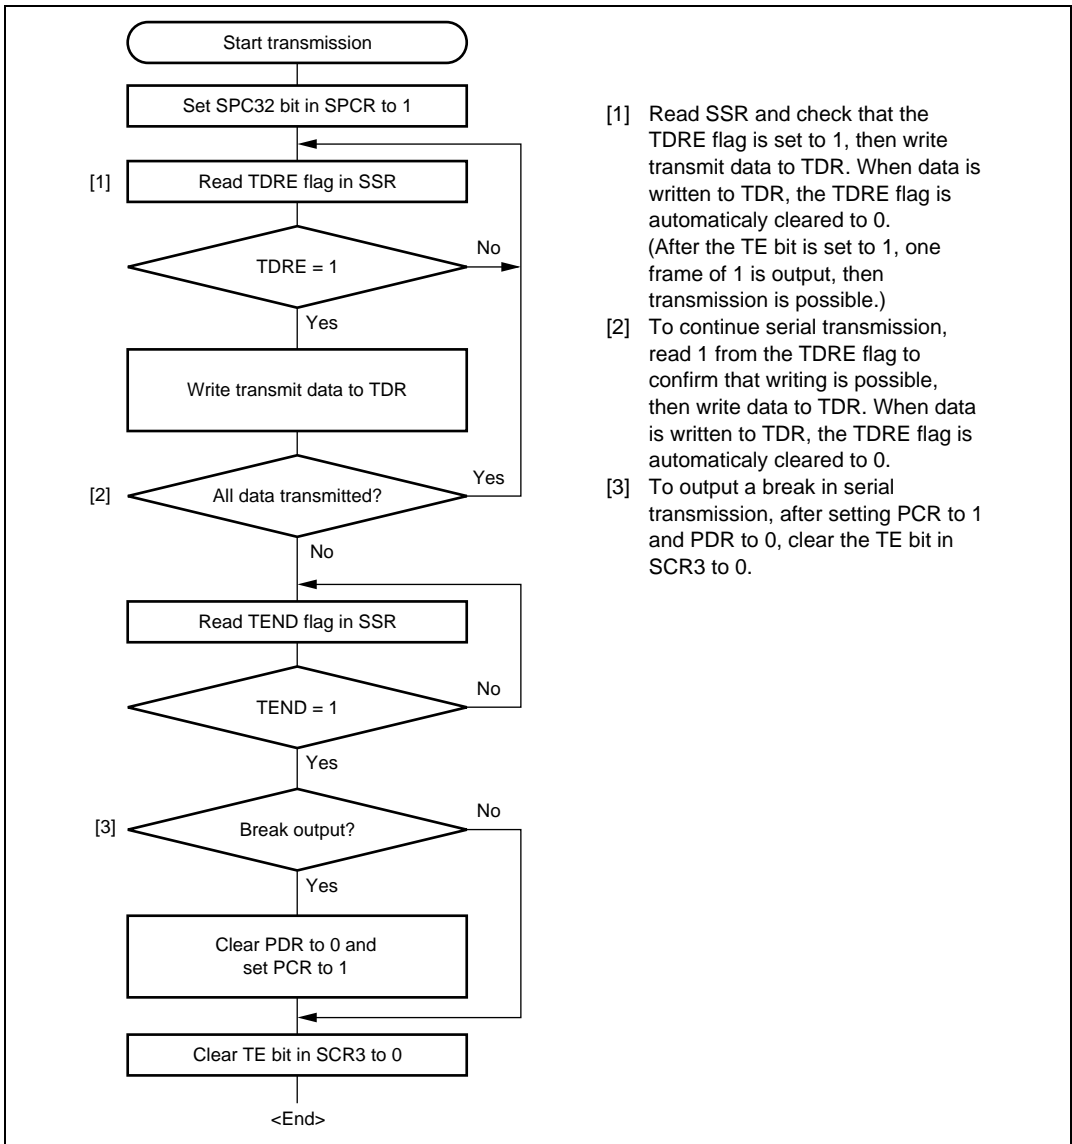 Start transmission
Set SPC32 bit in SPCR to 1
[1]
Read TDRE flag in SSR
No
TDRE = 1
Yes
Write transmit data to TDR
Yes
[2]
All data transmitted?
No
Read TEND flag in SSR
No
TEND = 1
Yes
No
[3]
Break output?
Yes
Clear PDR to 0 and
set PCR to 1
Clear TE bit in SCR3 to 0
<End>
[1] Read SSR and check that the
TDRE flag is set to 1, then write
transmit data to TDR. When data is
written to TDR, the TDRE flag is
automaticaly cleared to 0.
(After the TE bit is set to 1, one
frame of 1 is output, then
transmission is possible.)
[2] To continue serial transmission,
read 1 from the TDRE flag to
confirm that writing is possible,
then write data to TDR. When data
is written to TDR, the TDRE flag is
automaticaly cleared to 0.
[3] To output a break in serial
transmission, after setting PCR to 1
and PDR to 0, clear the TE bit in
SCR3 to 0.